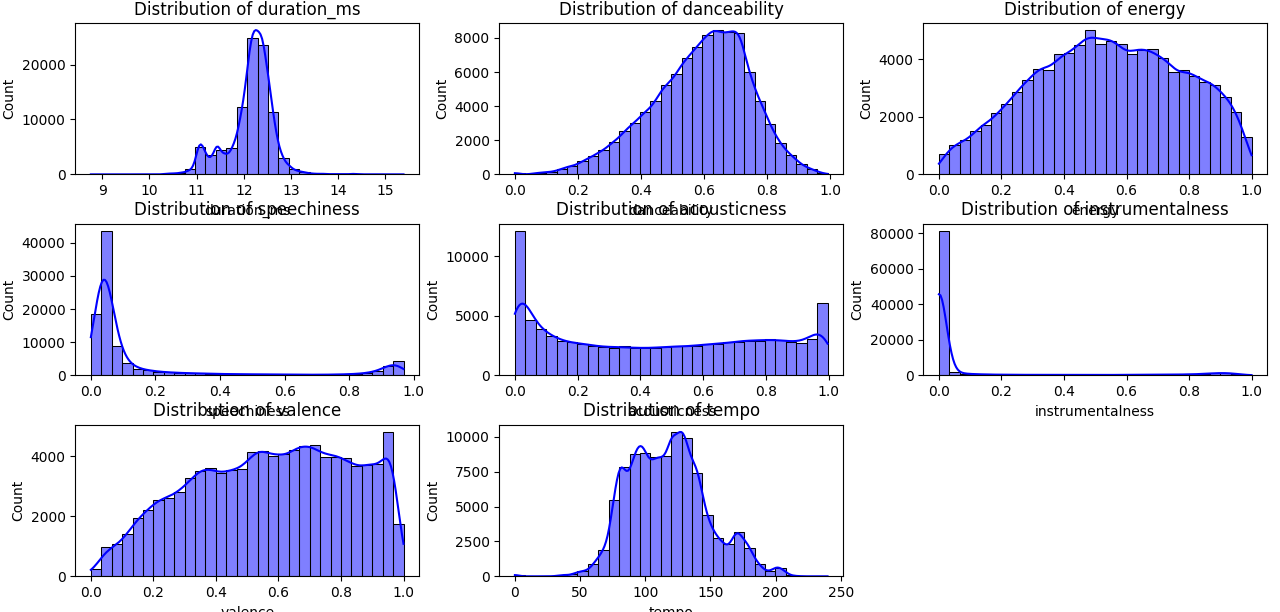 Distribution of duration_ms
Count
20000
10000
0
9 10 11 12 13 14 15
duration_ms
Distribution of danceability
Count
8000
6000
4000
2000
0
0.0 0.2 0.4 0.6 0.8 1.0
danceability
Distribution of energy
Count
4000
2000
0
0.0 0.2 0.4 0.6 0.8 1.0
energy
Distribution of speechiness
Count
40000
30000
20000
10000
0
0.0 0.2 0.4 0.6 0.8 1.0
speechiness
Distribution of acousticness
Count
10000
5000
0
0.0 0.2 0.4 0.6 0.8 1.0
acousticness
Distribution of instrumentalness
Count
80000
60000
40000
20000
0
0.0 0.2 0.4 0.6 0.8 1.0
instrumentalness
Distribution of valence
Count
4000
2000
0
0.0 0.2 0.4 0.6 0.8 1.0
valence
Distribution of tempo
Count
10000
7500
5000
2500
0
0 50 100 150 200 250
tempo